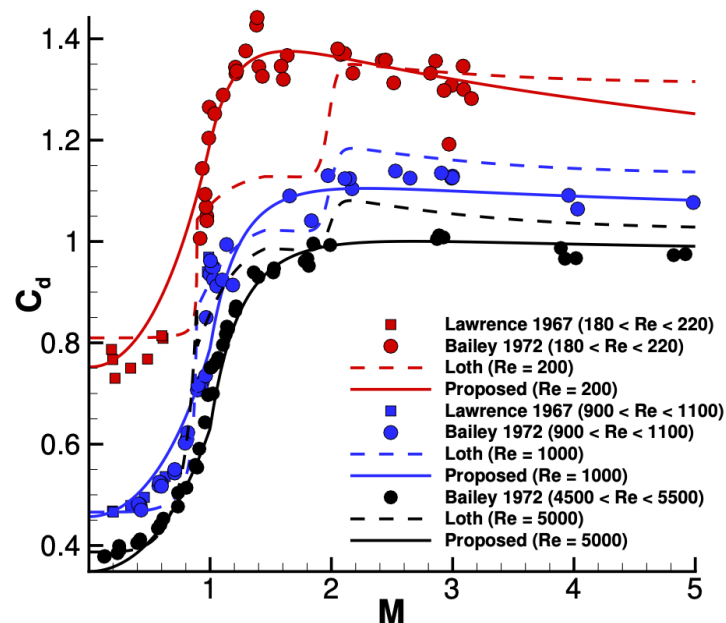 1.4
1.2
1
0.8
0.6
0.4
C_d
Lawrence 1967 (180 < Re < 220)
Bailey 1972 (180 < Re < 220)
Loth (Re = 200)
Proposed (Re = 200)
Lawrence 1967 (900 < Re < 1100)
Bailey 1972 (900 < Re < 1100)
Loth (Re = 1000)
Proposed (Re = 1000)
Bailey 1972 (4500 < Re < 5500)
Loth (Re = 5000)
Proposed (Re = 5000)
1 2 3 4 5
M